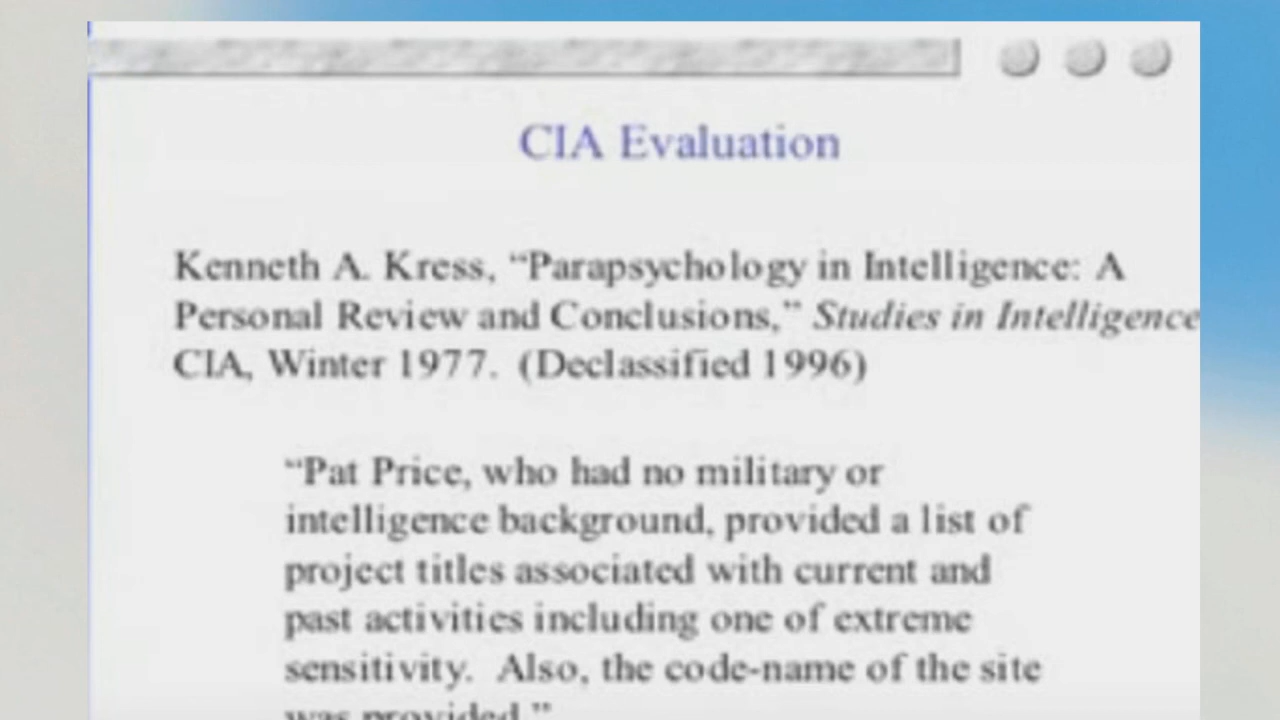 CIA Evaluation
Kenneth A. Kress, “Parapsychology in Intelligence: A
Personal Review and Conclusions,” Studies in Intelligence
CIA, Winter 1977. (Declassified 1996)
“Pat Price, who had no military or
intelligence background, provided a list of
project titles associated with current and
past activities including one of extreme
sensitivity. Also, the code-name of the site
was provided.”